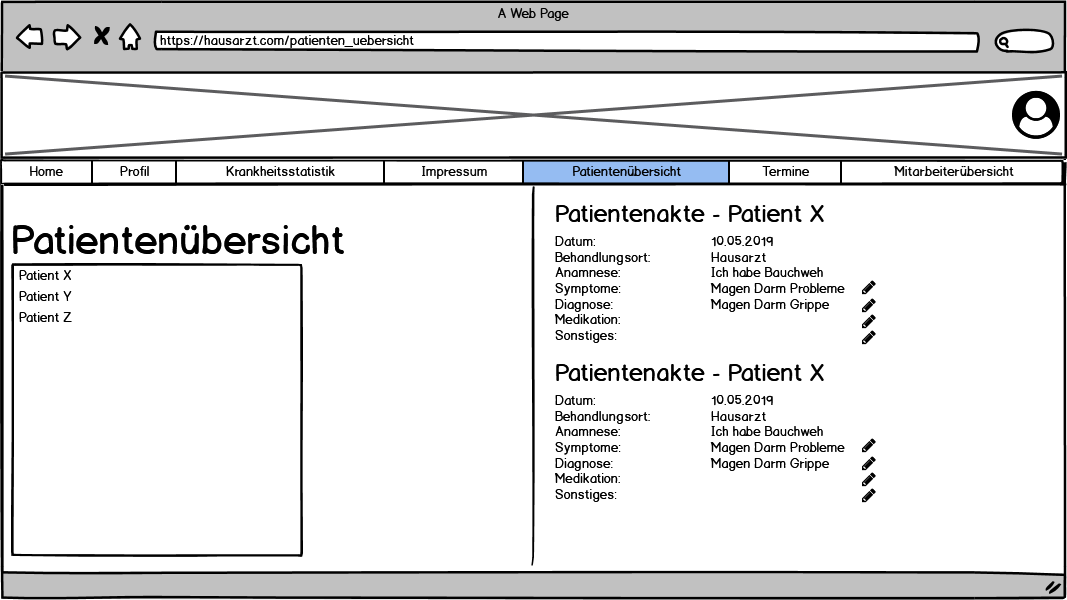 A Web Page
https://hausarzt.com/patienten_uebersicht
Home Profil Krankheitsstatistik Impressum Patientenübersicht Termine Mitarbeiterübersicht
Patientenübersicht
Patient X
Patient Y
Patient Z
Patientenakte - Patient X
Datum: 10.05.2019
Behandlungsort: Hausarzt
Anamnese: Ich habe Bauchweh
Symptome: Magen Darm Probleme
Diagnose: Magen Darm Grippe
Medikation:
Sonstiges:
Patientenakte - Patient X
Datum: 10.05.2019
Behandlungsort: Hausarzt
Anamnese: Ich habe Bauchweh
Symptome: Magen Darm Probleme
Diagnose: Magen Darm Grippe
Medikation:
Sonstiges: